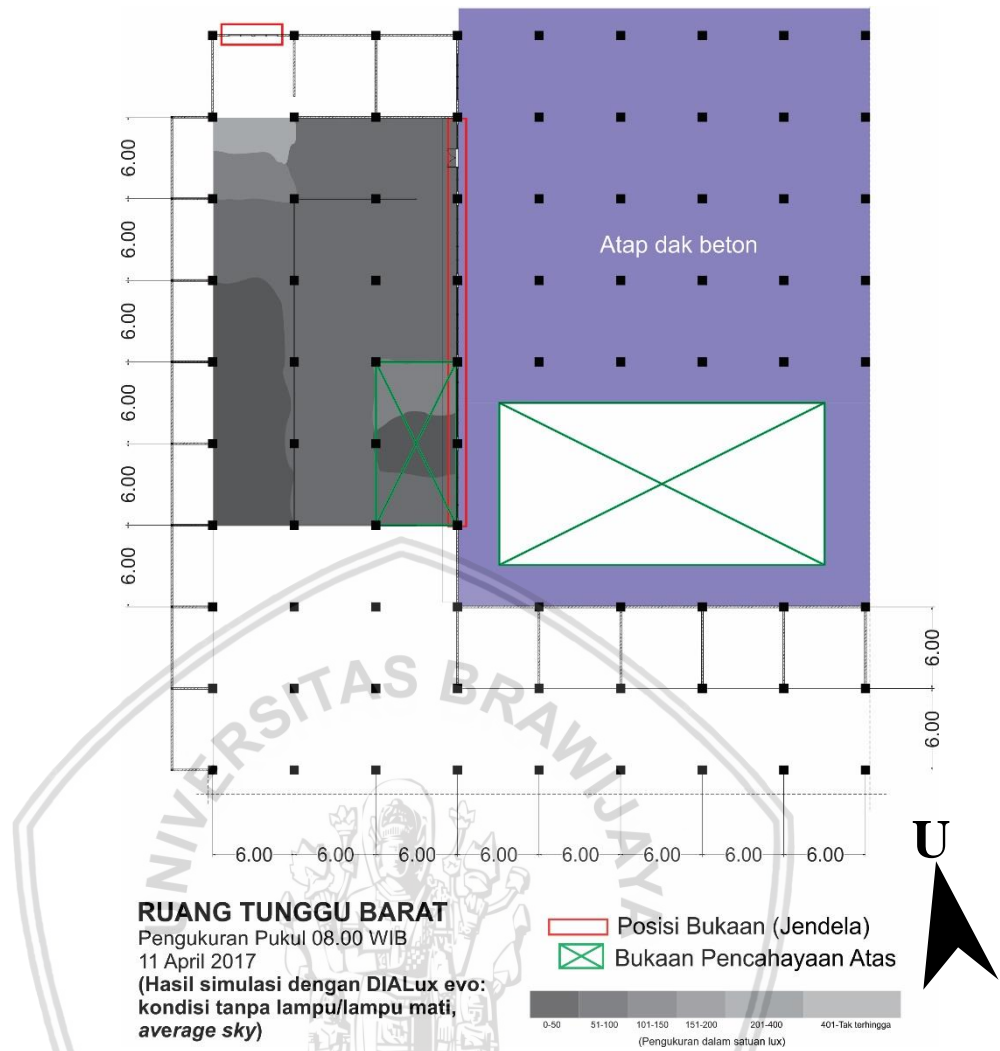 Atap dak beton
6.00
6.00
6.00
6.00
6.00
6.00
6.00
6.00
6.00 6.00 6.00 6.00 6.00 6.00 6.00 6.00
UNIVERSITAS BRAWIJAYA
U
RUANG TUNGGU BARAT
Pengukuran Pukul 08.00 WIB
11 April 2017
(Hasil simulasi dengan DIALux evo:
kondisi tanpa lampu/lampu mati,
average sky)
Posisi Bukaan (Jendela)
Bukaan Pencahayaan Atas
0-50 51-100 101-150 151-200 201-400 401-Tak terhingga
(Pengukuran dalam satuan lux)